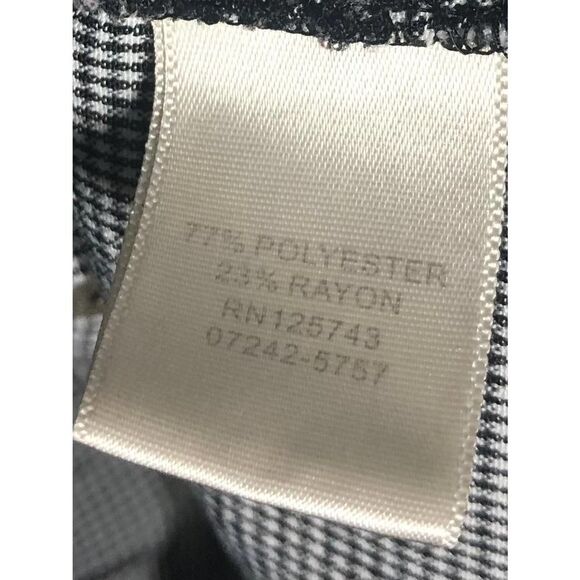 77% POLYESTER
23% RAYON
RN125743
07242-5757